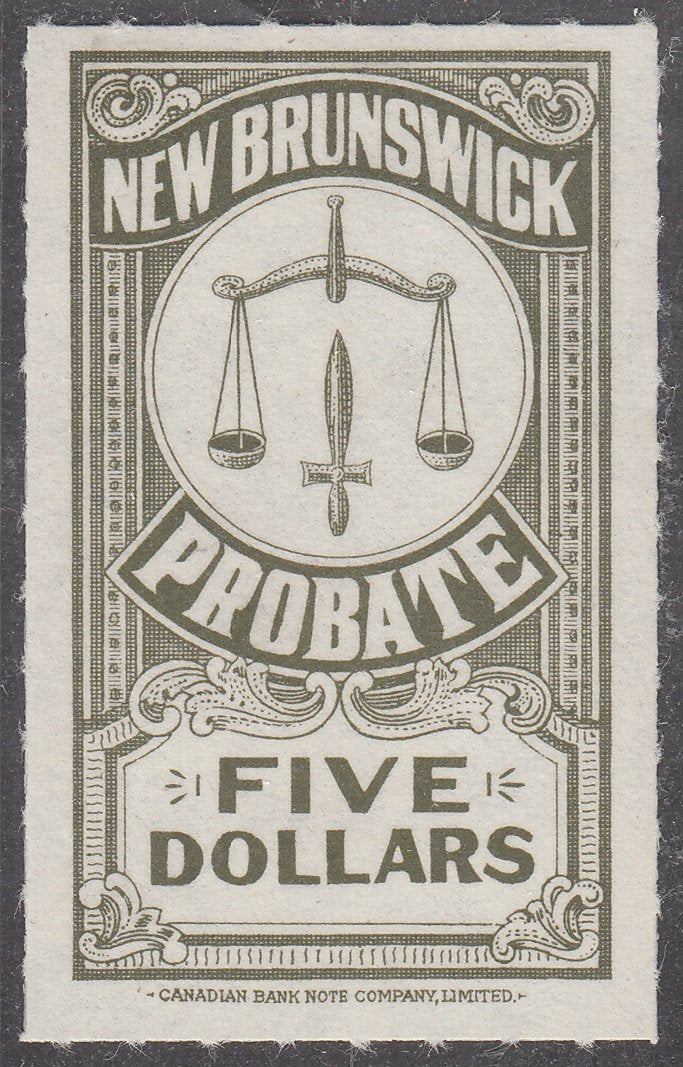 NEW BRUNSWICK
PROBATE
FIVE
DOLLARS
CANADIAN BANK NOTE COMPANY, LIMITED.